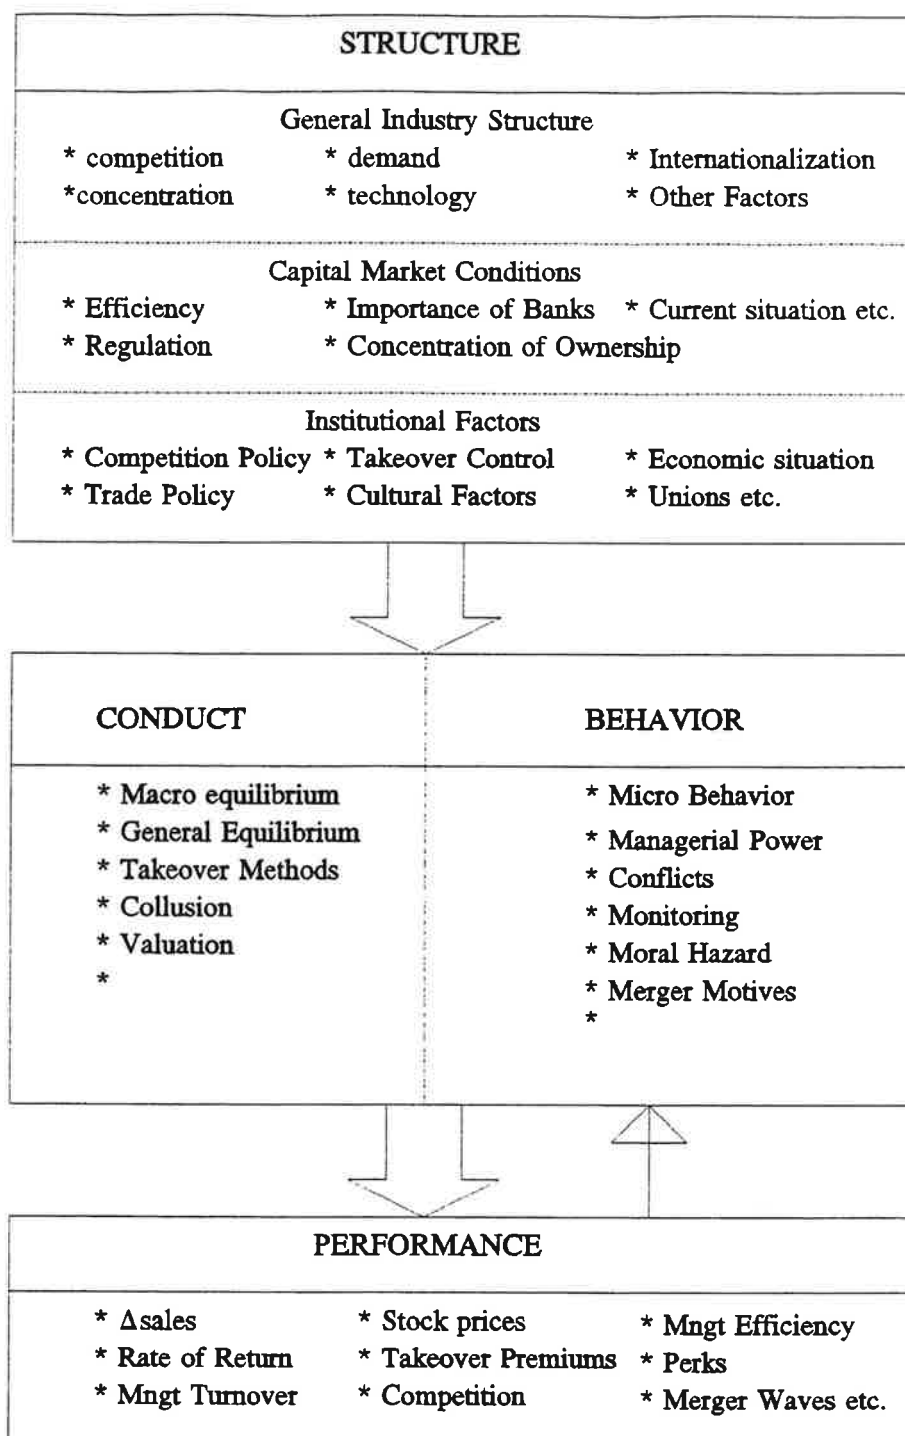 STRUCTURE
General Industry Structure
* competition * demand * Internationalization
*concentration * technology * Other Factors
Capital Market Conditions
* Efficiency * Importance of Banks * Current situation etc.
* Regulation * Concentration of Ownership
Institutional Factors
* Competition Policy * Takeover Control * Economic situation
* Trade Policy * Cultural Factors * Unions etc.
CONDUCT
* Macro equilibrium
* General Equilibrium
* Takeover Methods
* Collusion
* Valuation
*
BEHAVIOR
* Micro Behavior
* Managerial Power
* Conflicts
* Monitoring
* Moral Hazard
* Merger Motives
*
PERFORMANCE
* Δsales * Stock prices * Mngt Efficiency
* Rate of Return * Takeover Premiums * Perks
* Mngt Turnover * Competition * Merger Waves etc.